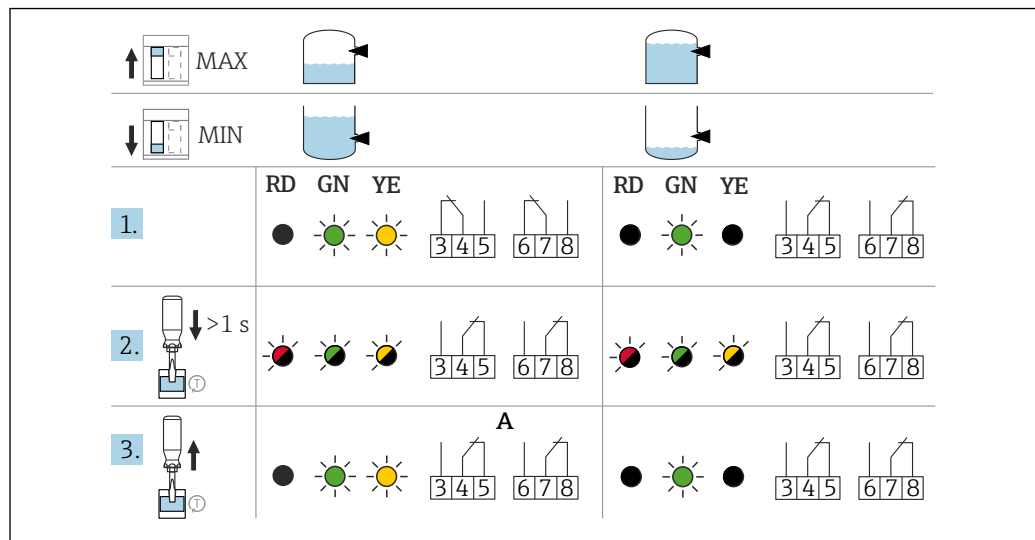 MAX
MIN
RD GN YE RD GN YE
1. 3 4 5 6 7 8 3 4 5 6 7 8
2. >1 s T 3 4 5 6 7 8 3 4 5 6 7 8
A
3. T 3 4 5 6 7 8 3 4 5 6 7 8